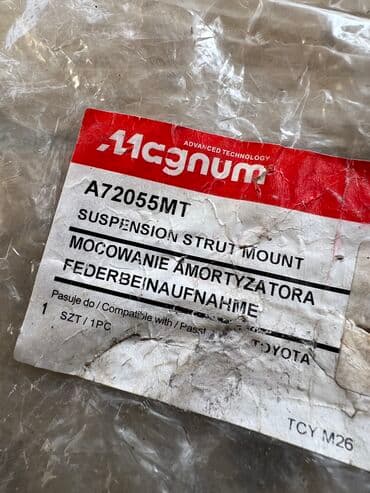 ADVANCED TECHNOLOGY
Magnum
A72055MT
SUSPENSION STRUT MOUNT
MOCOWANIE AMORTYZATORA
FEDERBEINAUFNAHME
Pasuje do / Compatible with / Passt TOYOTA
1 SZT / 1PC
TCY M26